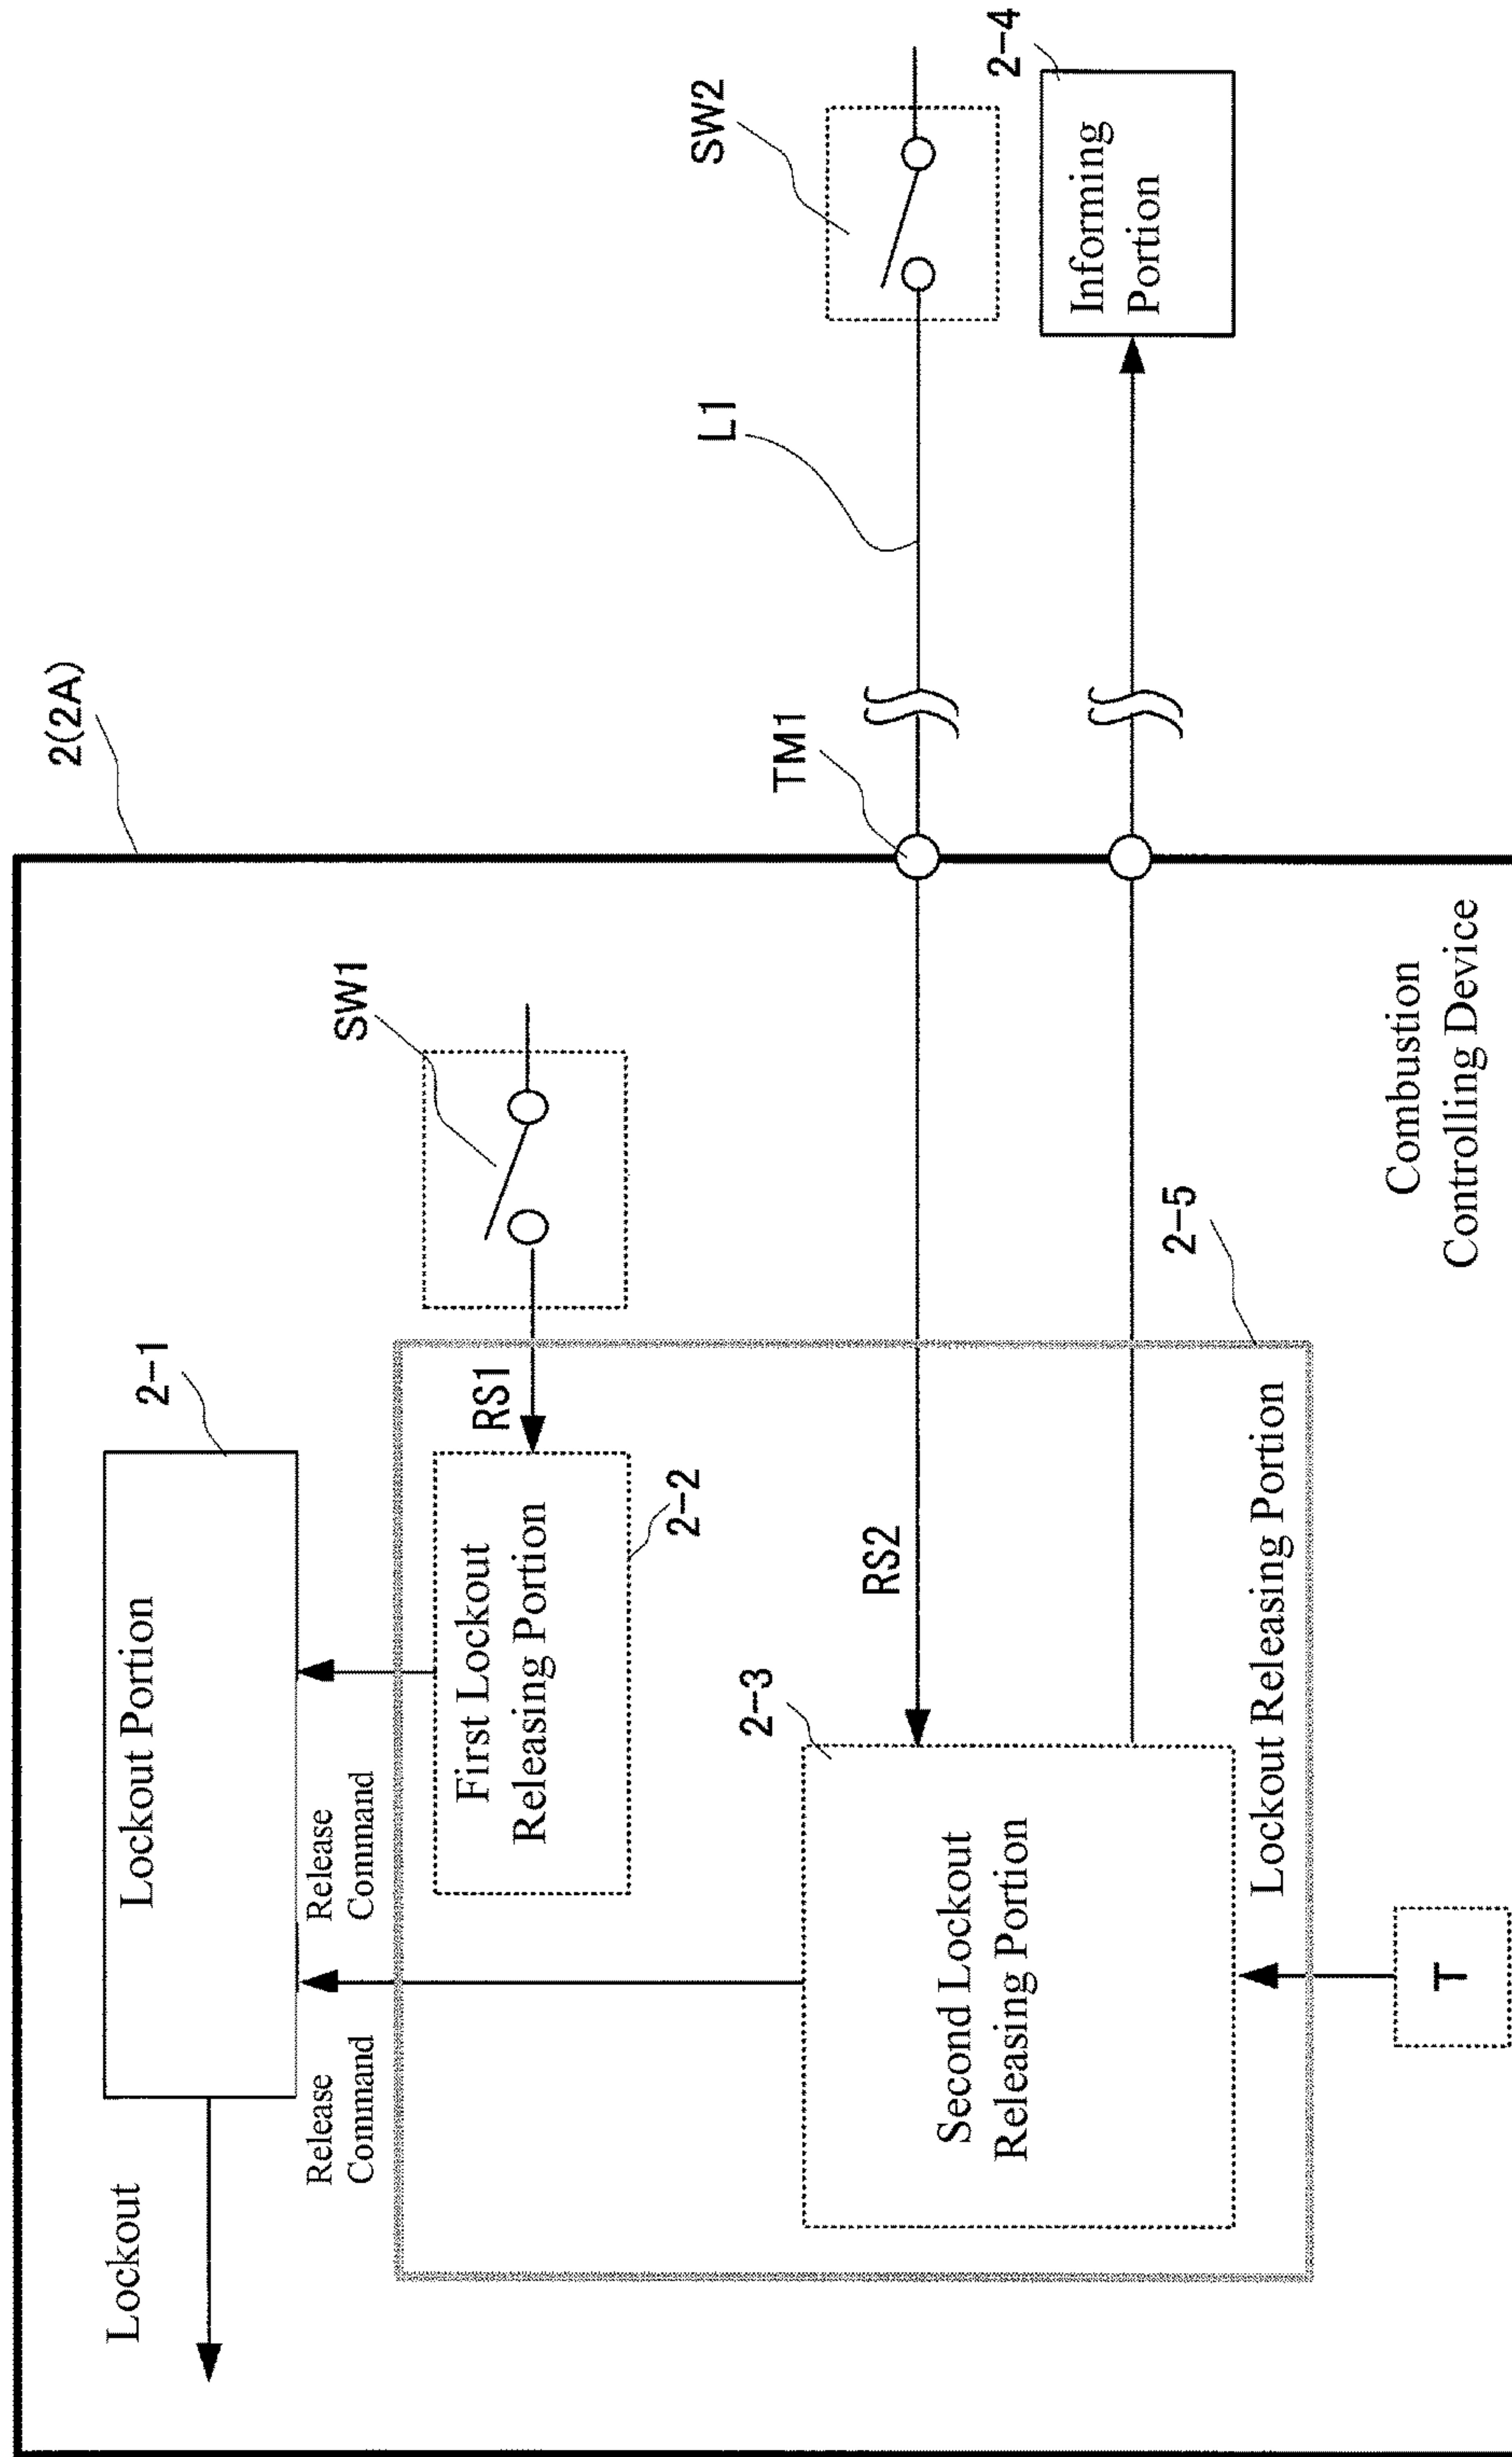 Lockout
Lockout Portion
2-1
Release
Command
Release
Command
First Lockout
Releasing Portion
2-2
RS1
SW1
2(2A)
Second Lockout
Releasing Portion
2-3
RS2
TM1
L1
SW2
Informing
Portion
2-4
Lockout Releasing Portion
2-5
T
Combustion
Controlling Device